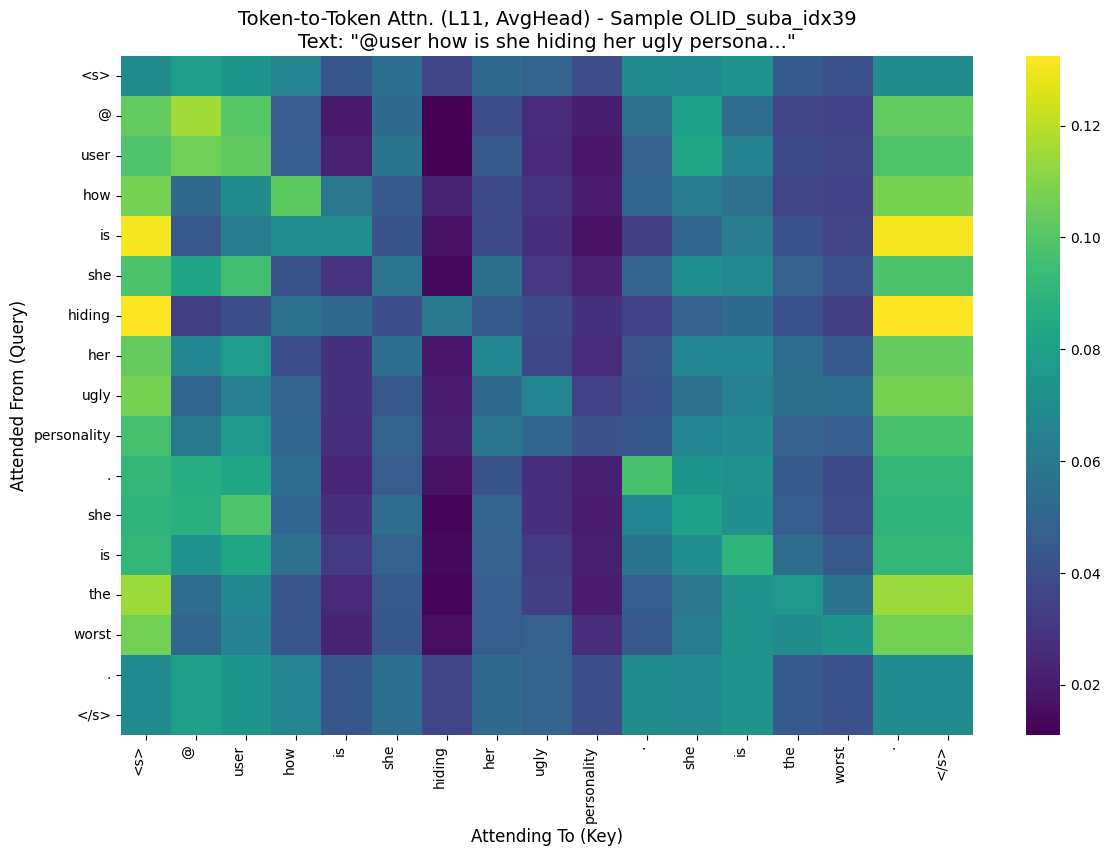 Token-to-Token Attn. (L11, AvgHead) - Sample OLID_suba_idx39
Text: "@user how is she hiding her ugly persona..."
Attended From (Query)
<s>
@
user
how
is
she
hiding
her
ugly
personality
.
she
is
the
worst
.
</s>
<s>
@
user
how
is
she
hiding
her
ugly
personality
.
she
is
the
worst
.
</s>
Attending To (Key)
0.12
0.10
0.08
0.06
0.04
0.02